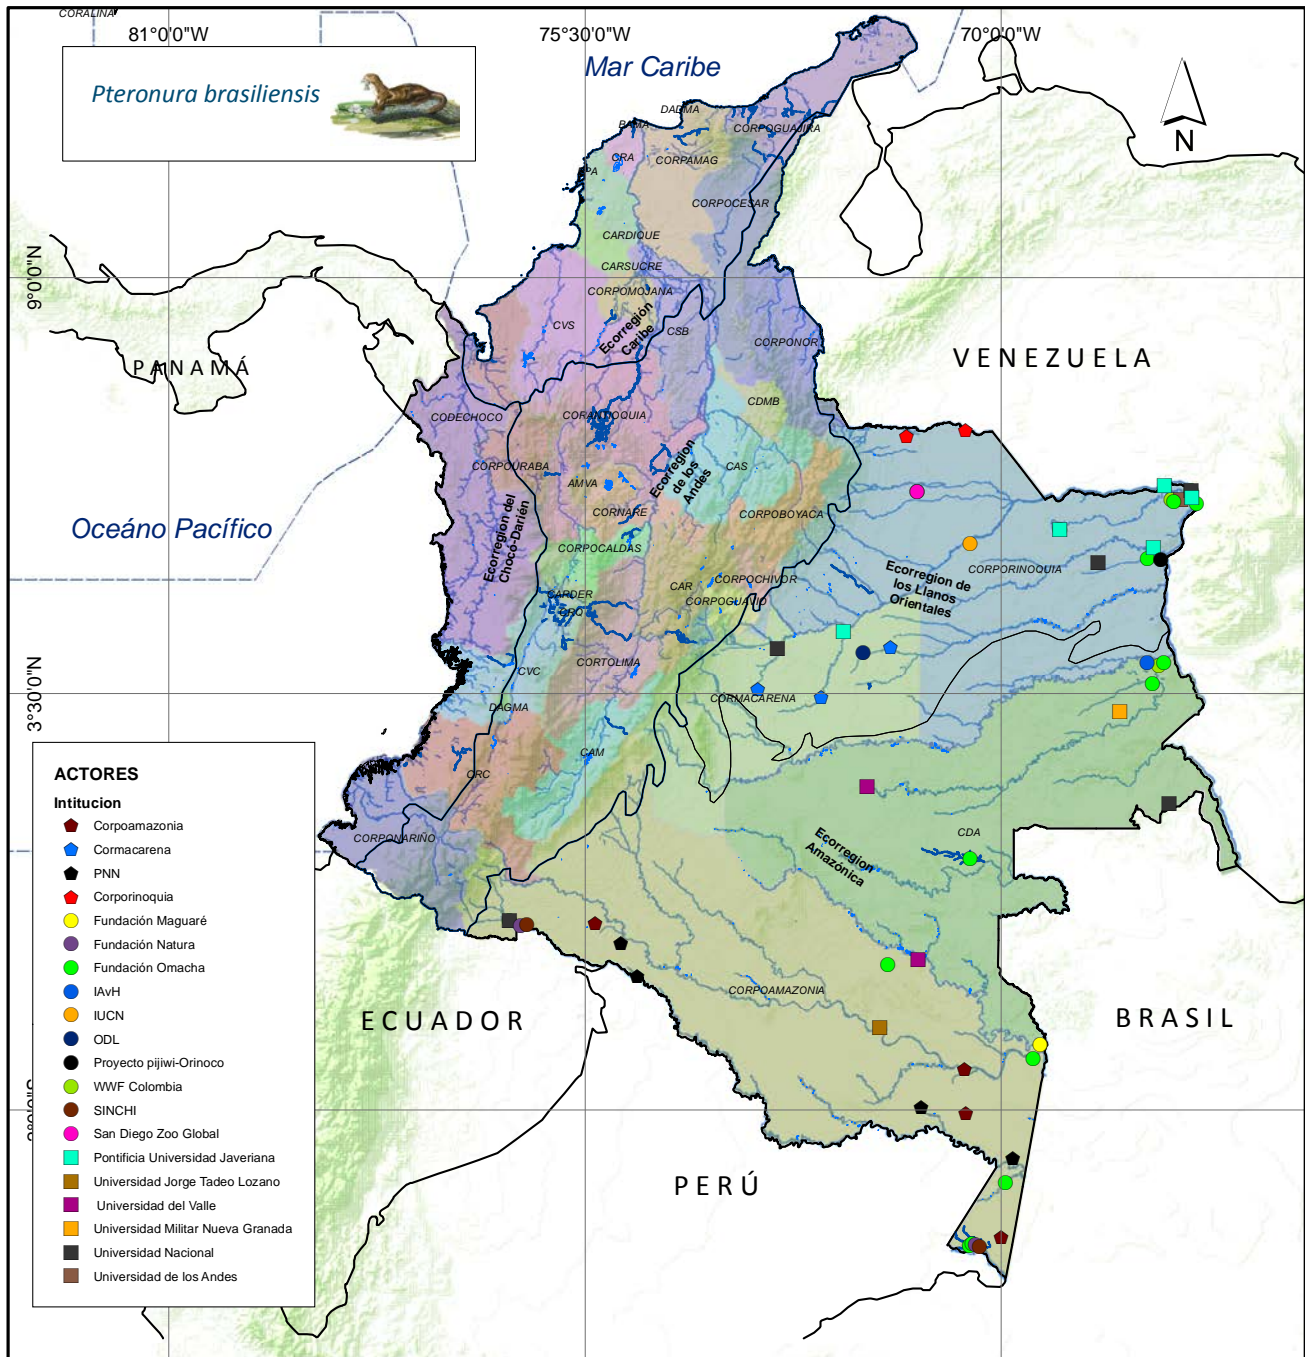 CORALINA
81°00'0"W
75°30'0"W
70°00'0"W
Pteronura brasiliensis
Mar Caribe
N
DADMA
BAMA
CORPOGUAJIRA
CRA
CORPAMAG
PA
CORPOCESAR
CARDIQUE
9°0'0"N
CARSUCRE
CORPOMOJANA
CVS
Ecorregión
Caribe
CSB
CORPONOR
VENEZUELA
PANAMÁ
CDMB
CODECHOCO
CORANTIOQUIA
CORPOURABA
Ecorregion
de los
Andes
CAS
AMVA
CORNARE
CORPOBOYACA
Oceáno Pacífico
Ecorregion del
Chocó-Darién
CORPOCALDAS
CORPORINOQUIA
Ecorregion de
los Llanos
Orientales
CORPOCHIVOR
CAR
CARDER
CORPOGUAVIO
CRQ
CORTOLIMA
CVC
3°30'0"N
CORMACARENA
DAGMA
CAM
CRC
CORPONARIÑO
CDA
Ecorregion
Amazónica
CORPOAMAZONIA
ECUADOR
BRASIL
PERÚ
ACTORES
Intitucion
Corpoamazonia
Cormacarena
PNN
Corporinoquia
Fundación Maguaré
Fundación Natura
Fundación Omacha
IAvH
IUCN
ODL
Proyecto pijiwi-Orinoco
WWF Colombia
SINCHI
San Diego Zoo Global
Pontificia Universidad Javeriana
Universidad Jorge Tadeo Lozano
Universidad del Valle
Universidad Militar Nueva Granada
Universidad Nacional
Universidad de los Andes